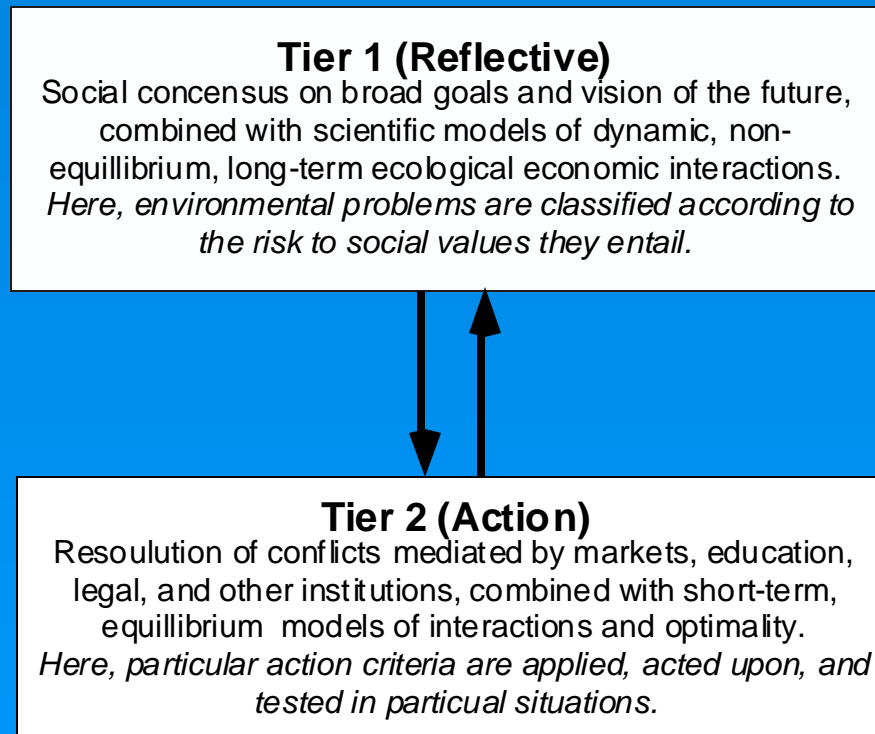 Tier 1 (Reflective)
Social concensus on broad goals and vision of the future,
combined with scientific models of dynamic, non-
equillibrium, long-term ecological economic interactions.
Here, environmental problems are classified according to
the risk to social values they entail.
Tier 2 (Action)
Resoulution of conflicts mediated by markets, education,
legal, and other institutions, combined with short-term,
equillibrium models of interactions and optimality.
Here, particular action criteria are applied, acted upon, and
tested in particual situations.